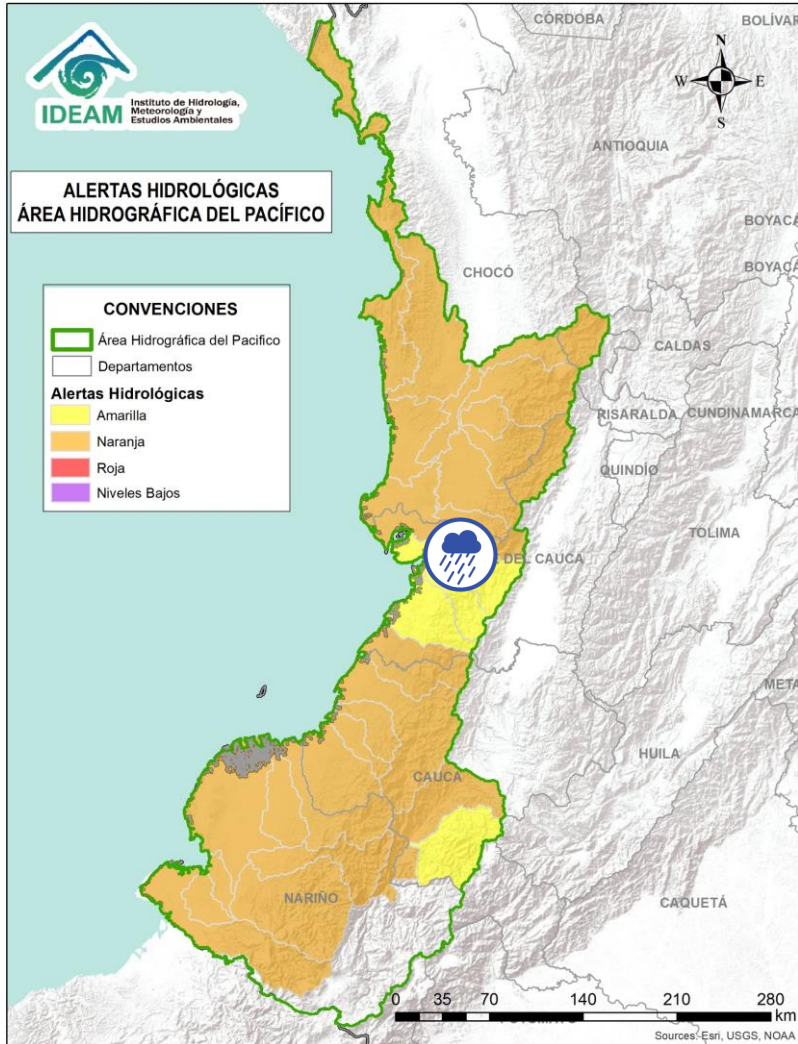 IDEAM
Instituto de Hidrología,
Meteorología y
Estudios Ambientales
CÓRDOBA
BOLÍVAR
N
W
E
S
ANTIOQUIA
ALERTAS HIDROLÓGICAS
ÁREA HIDROGRÁFICA DEL PACÍFICO
BOYACÁ
BOYACÁ
CHOCÓ
CONVENCIONES
Área Hidrográfica del Pacifico
Departamentos
Alertas Hidrológicas
Amarilla
Naranja
Roja
Niveles Bajos
CALDAS
RISARALDA
CUNDINAMARCA
QUINDÍO
TOLIMA
DEL CAUCA
META
HUILA
CAUCA
NARIÑO
CAQUETÁ
0 35 70 140 210 280
km
Sources: Esri, USGS, NOAA